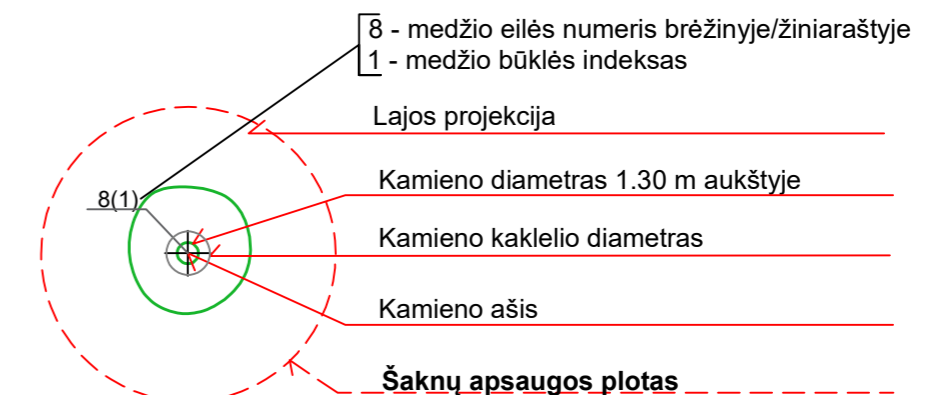 8 - medžio eilės numeris brėžinyje/žiniaraštyje
1 - medžio būklės indeksas
Lajos projekcija
Kamieno diametras 1.30 m aukštyje
8(1)
Kamieno kaklelio diametras
Kamieno ašis
Šaknų apsaugos plotas